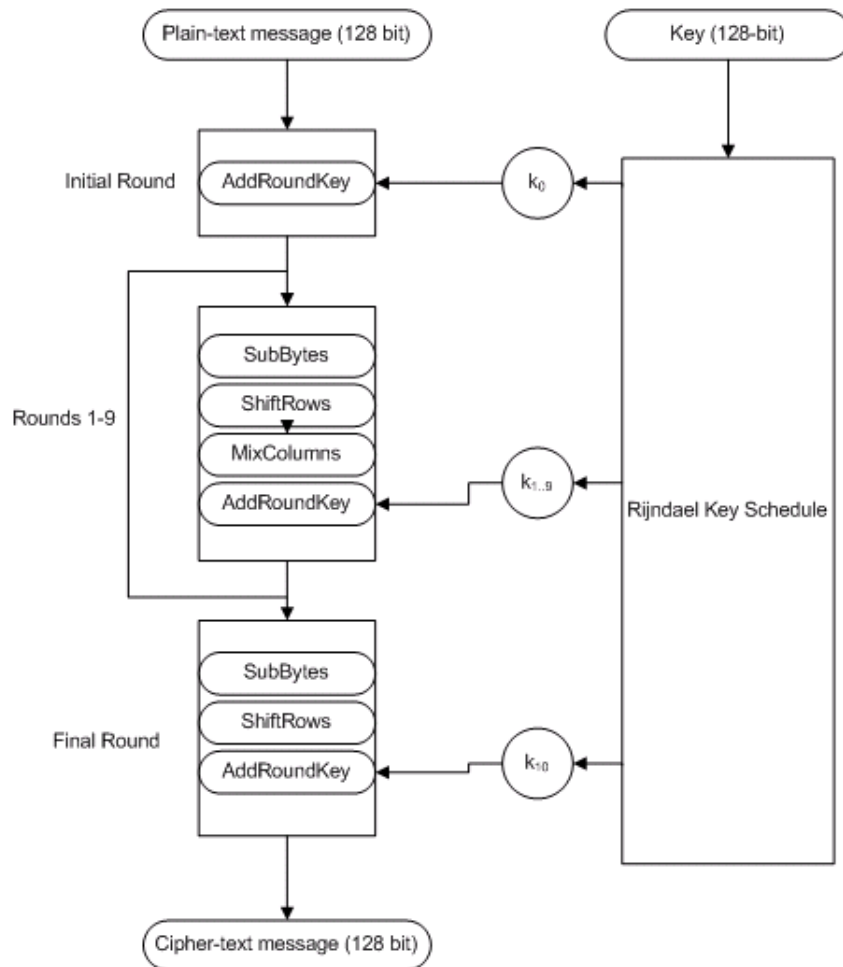 Plain-text message (128 bit)
Key (128-bit)
Initial Round
AddRoundKey
k₀
Rounds 1-9
SubBytes
ShiftRows
MixColumns
AddRoundKey
k₁..₉
Rijndael Key Schedule
Final Round
SubBytes
ShiftRows
AddRoundKey
k₁₀
Cipher-text message (128 bit)